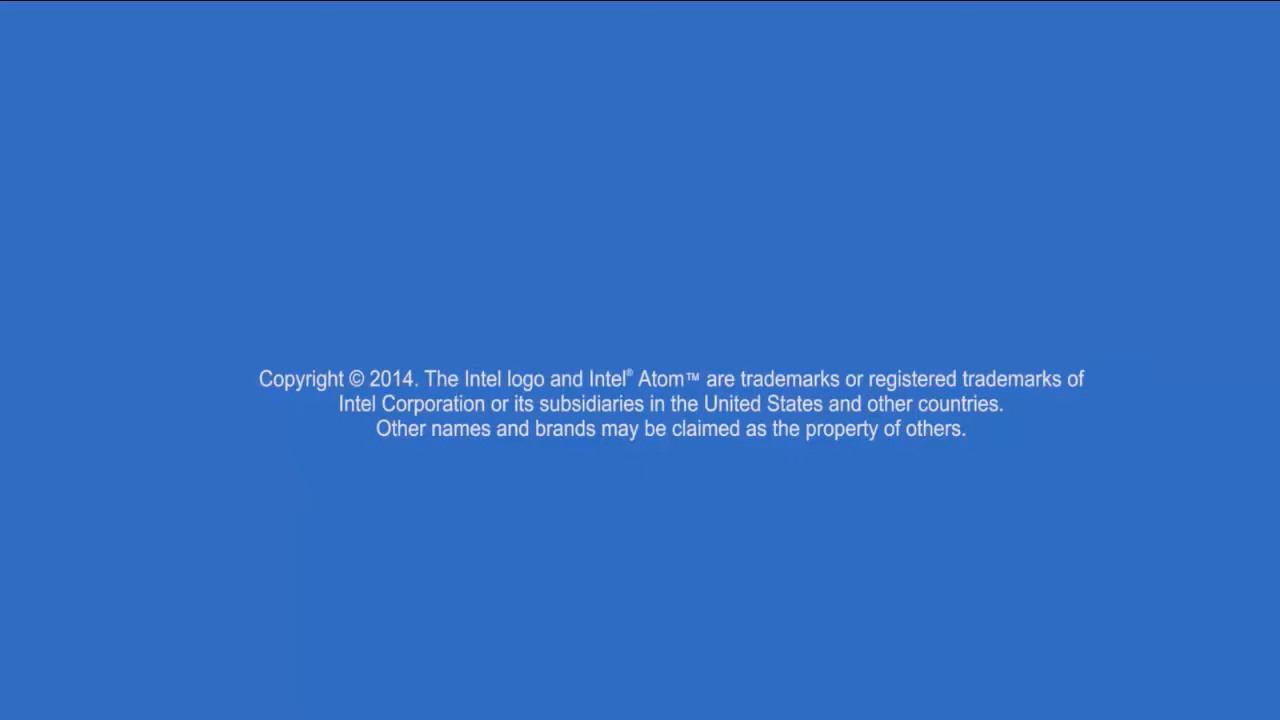 Copyright © 2014. The Intel logo and Intel® Atom™ are trademarks or registered trademarks of
Intel Corporation or its subsidiaries in the United States and other countries.
Other names and brands may be claimed as the property of others.